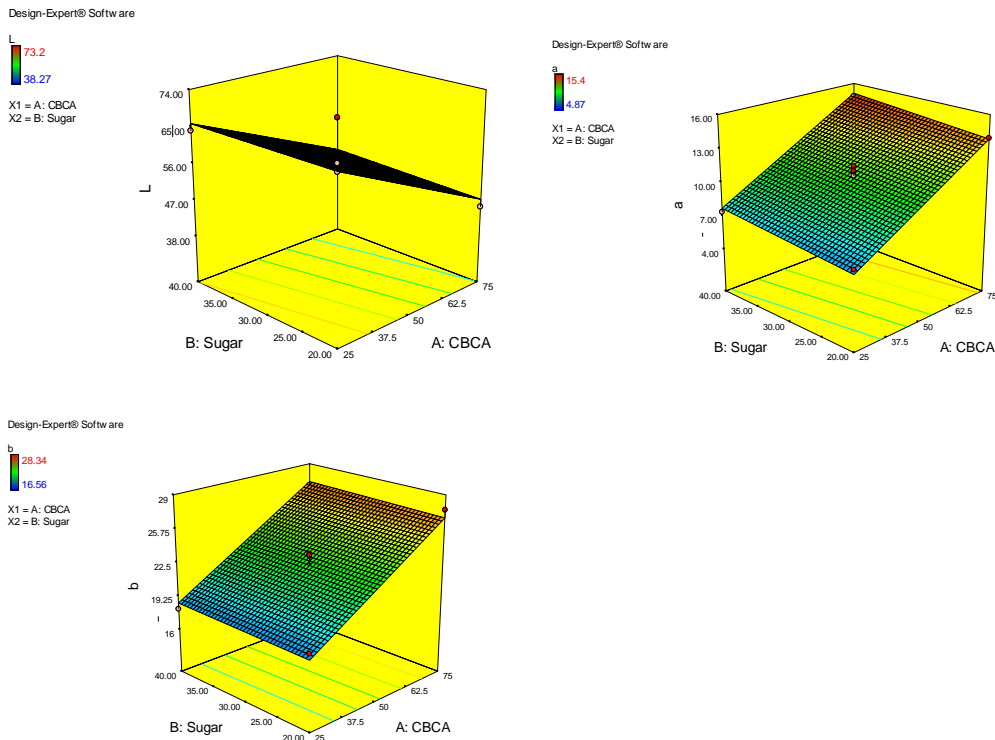 Design-Expert® Software
L
73.2
38.27
X1 = A: CBCA
X2 = B: Sugar
74.00
65.00
56.00
47.00
38.00
L
40.00
35.00
30.00
25.00
20.00
25
37.5
50
62.5
75
B: Sugar
A: CBCA
Design-Expert® Software
a
15.4
4.87
X1 = A: CBCA
X2 = B: Sugar
16.00
13.00
10.00
7.00
4.00
a
40.00
35.00
30.00
25.00
20.00
25
37.5
50
62.5
75
B: Sugar
A: CBCA
Design-Expert® Software
b
28.34
16.56
X1 = A: CBCA
X2 = B: Sugar
29
25.75
22.5
19.25
16
b
40.00
35.00
30.00
25.00
20.00
25
37.5
50
62.5
75
B: Sugar
A: CBCA